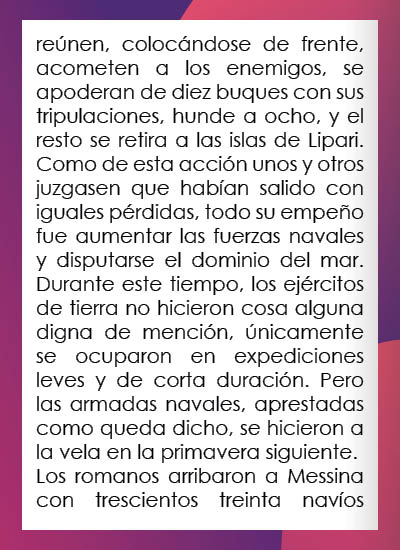 reúnen, colocándose de frente,
acometen a los enemigos, se
apoderan de diez buques con sus
tripulaciones, hunde a ocho, y el
resto se retira a las islas de Lipari.
Como de esta acción unos y otros
juzgasen que habían salido con
iguales pérdidas, todo su empeño
fue aumentar las fuerzas navales
y disputarse el dominio del mar.
Durante este tiempo, los ejércitos
de tierra no hicieron cosa alguna
digna de mención, únicamente
se ocuparon en expediciones
leves y de corta duración. Pero
las armadas navales, aprestadas
como queda dicho, se hicieron a
la vela en la primavera siguiente.
Los romanos arribaron a Messina
con trescientos treinta navíos